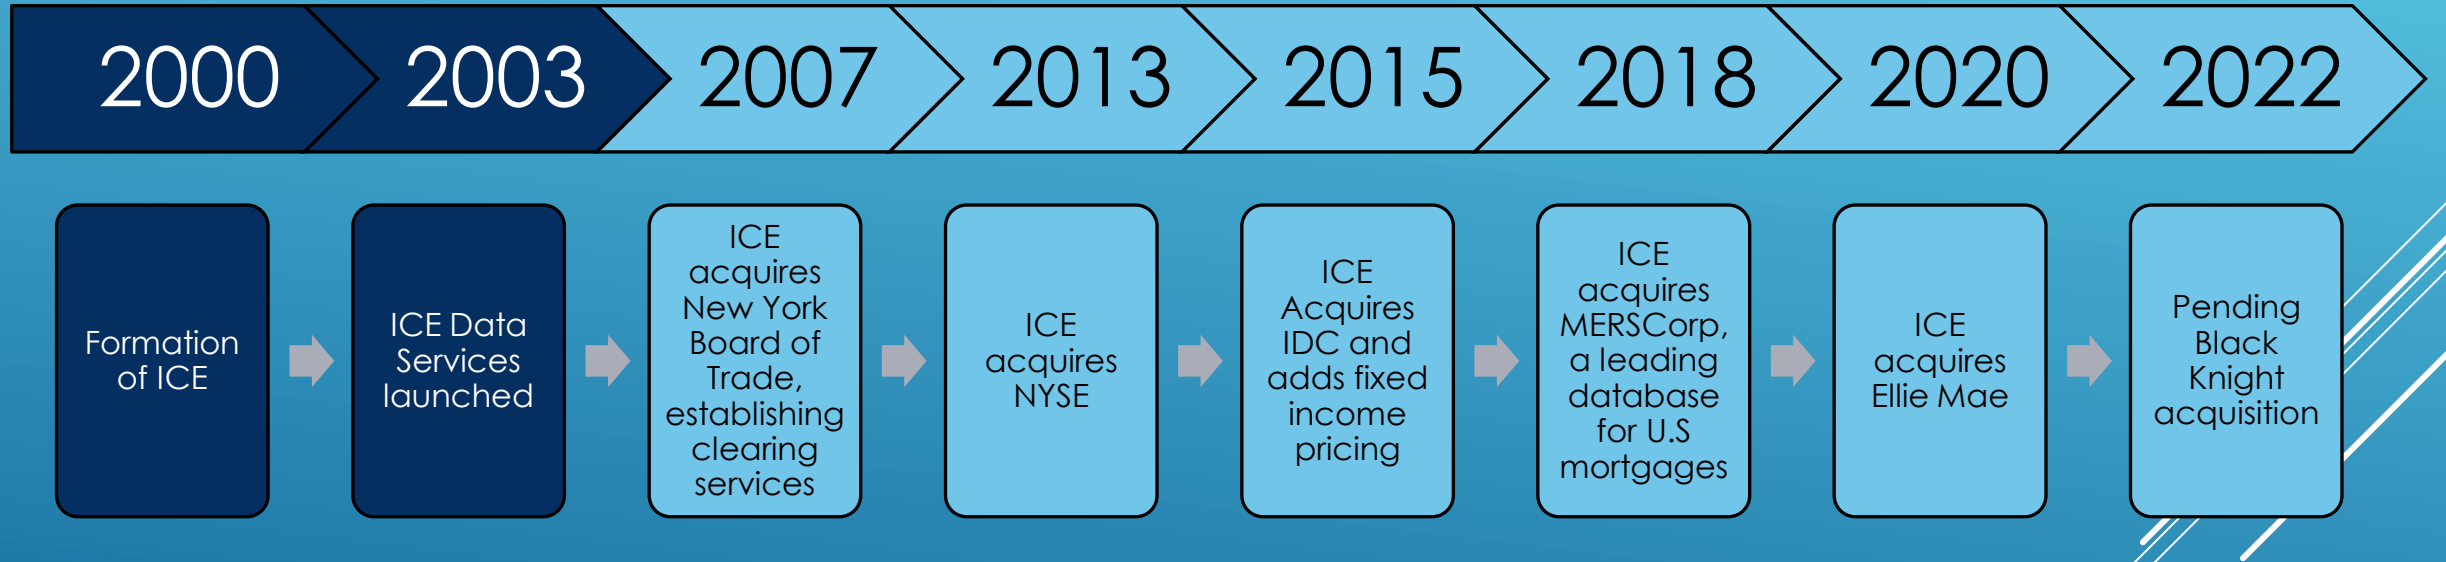 2000
2003
2007
2013
2015
2018
2020
2022
Formation
of ICE
ICE Data
Services
launched
ICE
acquires
New York
Board of
Trade,
establishing
clearing
services
ICE
acquires
NYSE
ICE
Acquires
IDC and
adds fixed
income
pricing
ICE
acquires
MERSCorp,
a leading
database
for U.S
mortgages
ICE
acquires
Ellie Mae
Pending
Black
Knight
acquisition